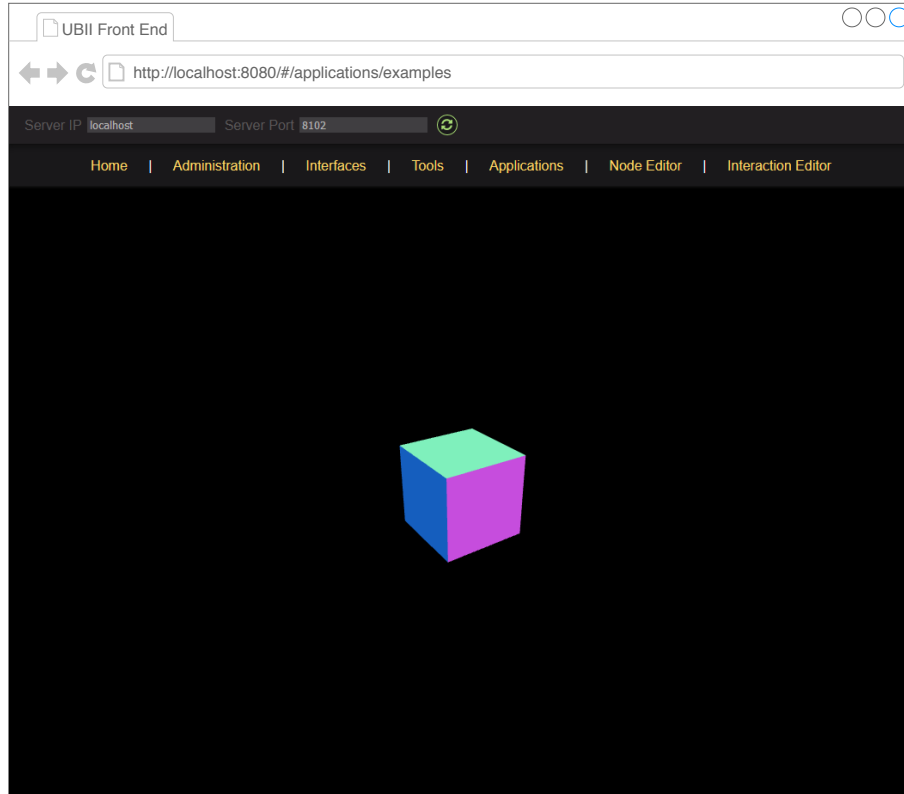 UBII Front End
http://localhost:8080/#/applications/examples
Server IP localhost Server Port 8102
Home | Administration | Interfaces | Tools | Applications | Node Editor | Interaction Editor